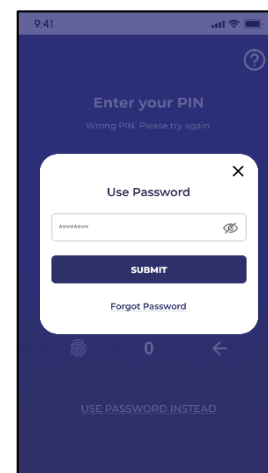 9:41
Enter your PIN
Wrong PIN. Please try again.
Use Password
*********
SUBMIT
Forgot Password
0
USE PASSWORD INSTEAD